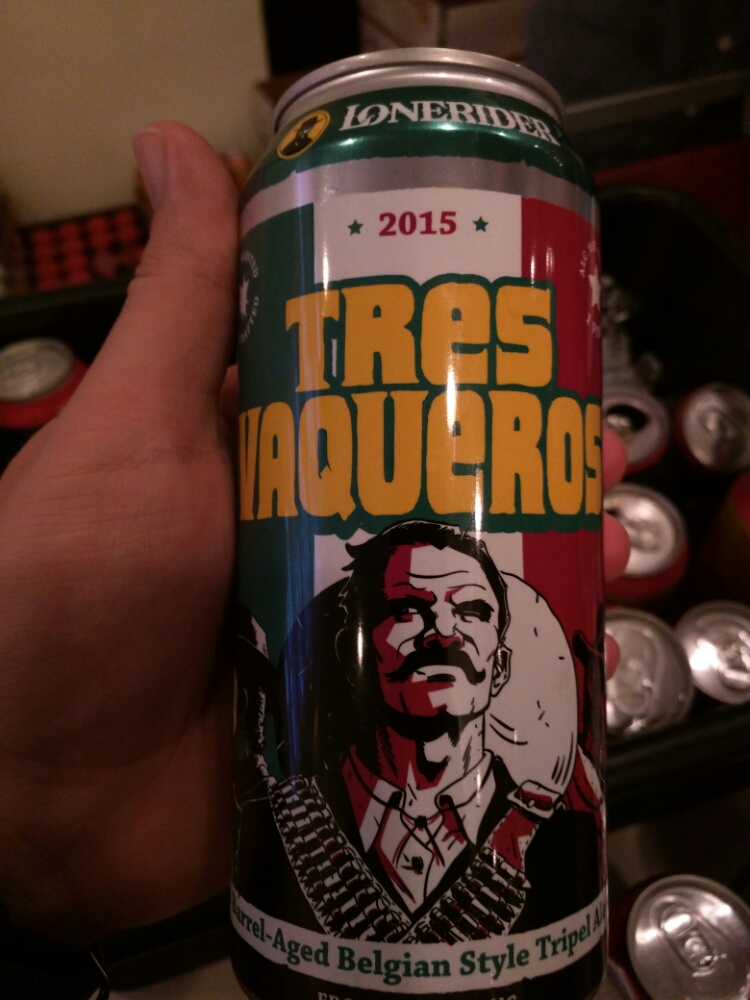 LONERIDER
2015
TRES
VAQUEROS
Barrel-Aged Belgian Style Tripel Ale